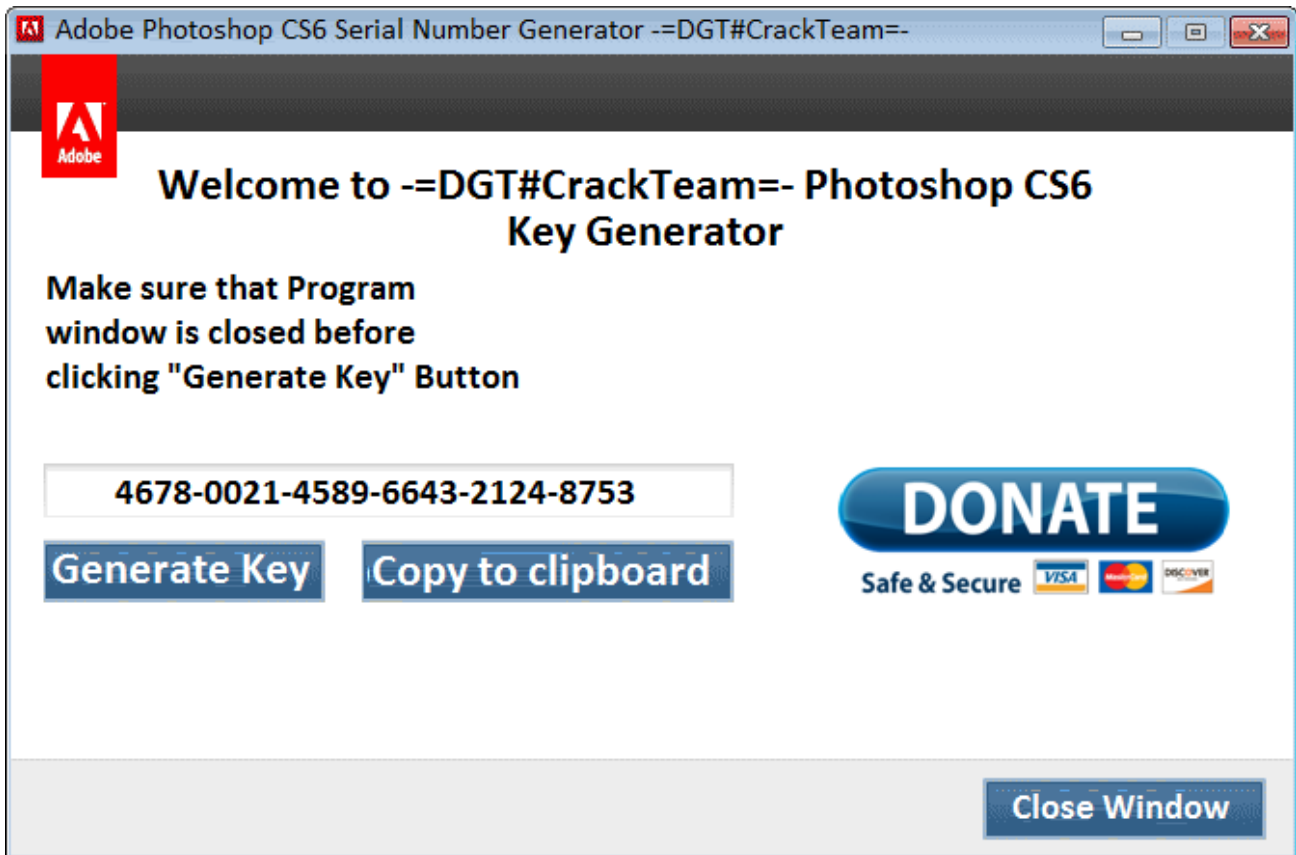 Adobe Photoshop CS6 Serial Number Generator -=DGT#CrackTeam=-
Adobe
Welcome to -=DGT#CrackTeam=- Photoshop CS6
Key Generator
Make sure that Program
window is closed before
clicking "Generate Key" Button
4678-0021-4589-6643-2124-8753
Generate Key
Copy to clipboard
DONATE
Safe & Secure VISA MasterCard DISCOVER
Close Window